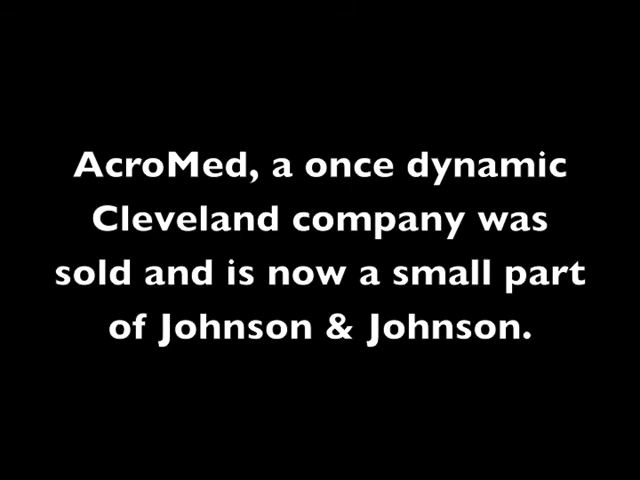 AcroMed, a once dynamic
Cleveland company was
sold and is now a small part
of Johnson & Johnson.